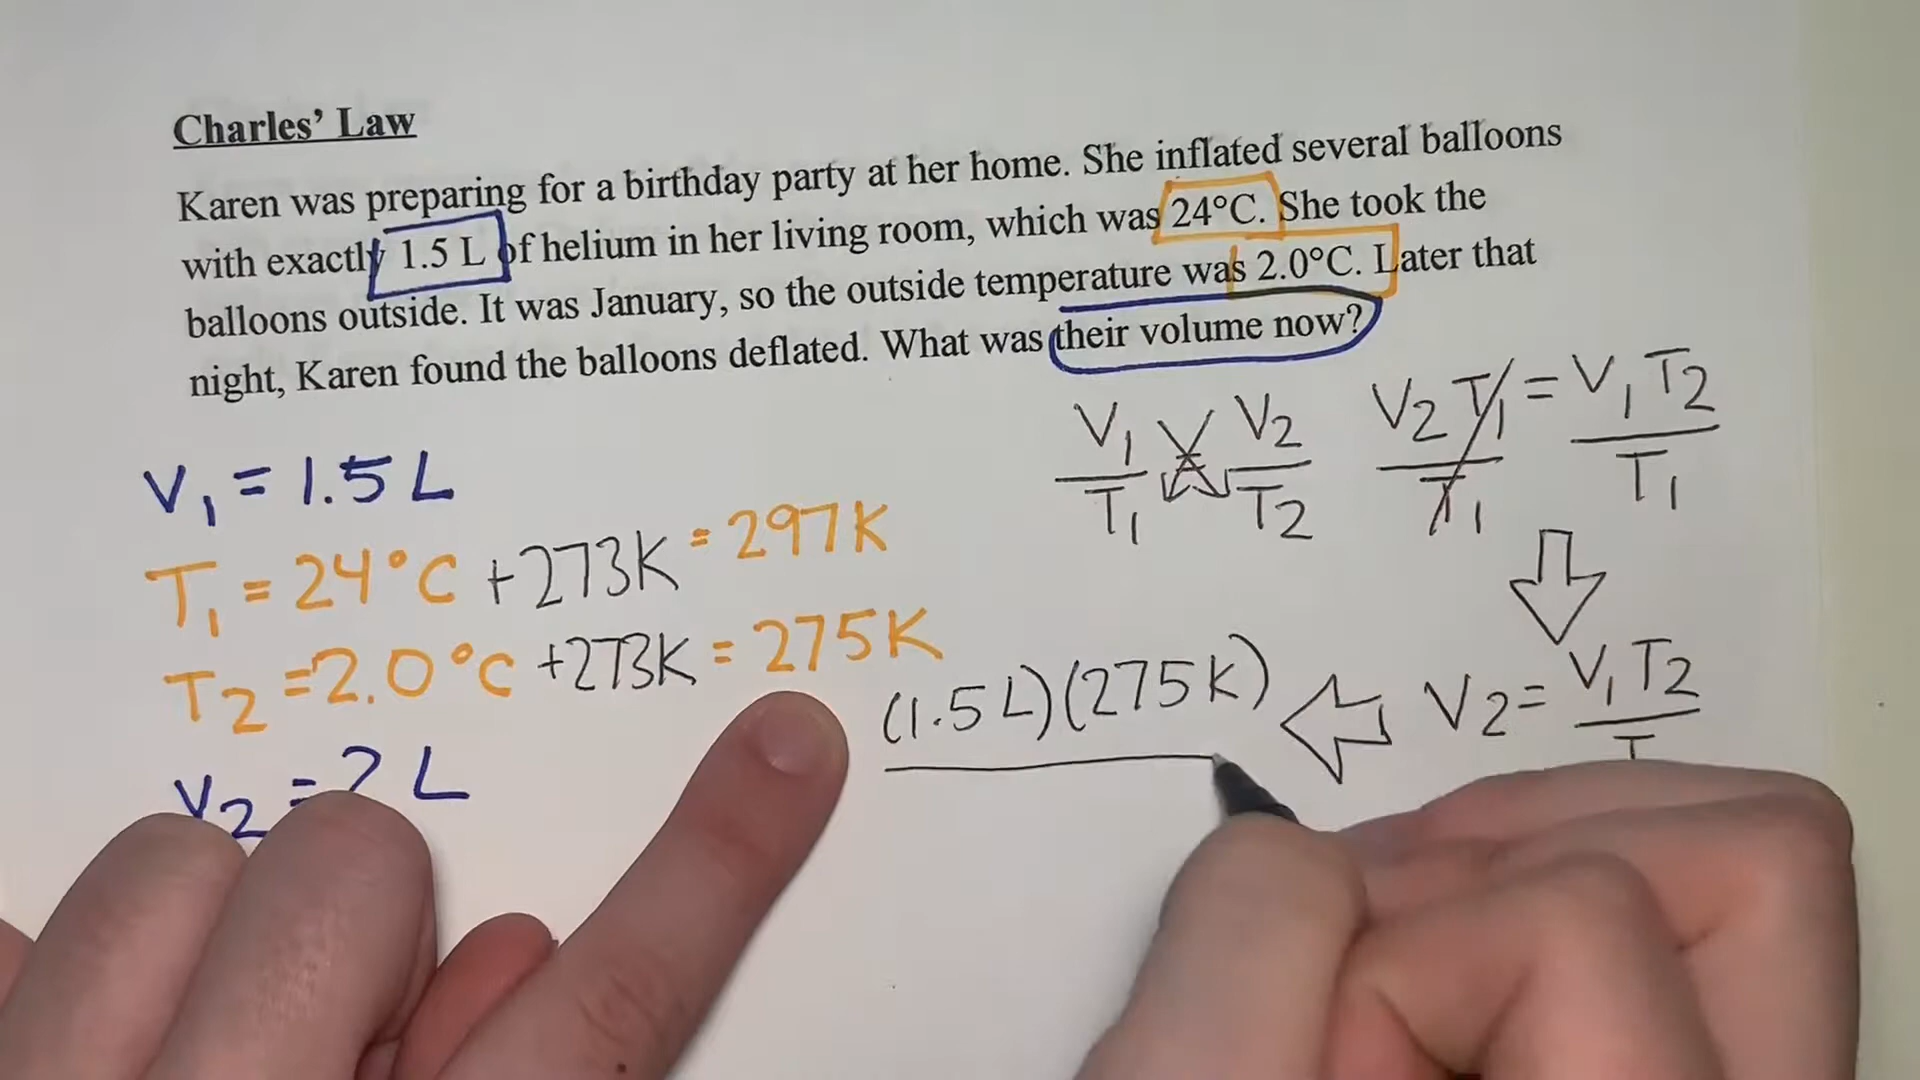 Charles’ Law
Karen was preparing for a birthday party at her home. She inflated several balloons
with exactly 1.5 L of helium in her living room, which was 24°C. She took the
balloons outside. It was January, so the outside temperature was 2.0°C. Later that
night, Karen found the balloons deflated. What was their volume now?
V₁ = 1.5 L
T₁ = 24°C +273K = 297K
T₂ = 2.0°C +273K = 275K
V₂ = ? L
V₁ V₂
T₁ T₂
V₂ T₁ = V₁ T₂
T₁ T₁
V₂ = V₁ T₂
T
(1.5 L)(275K)